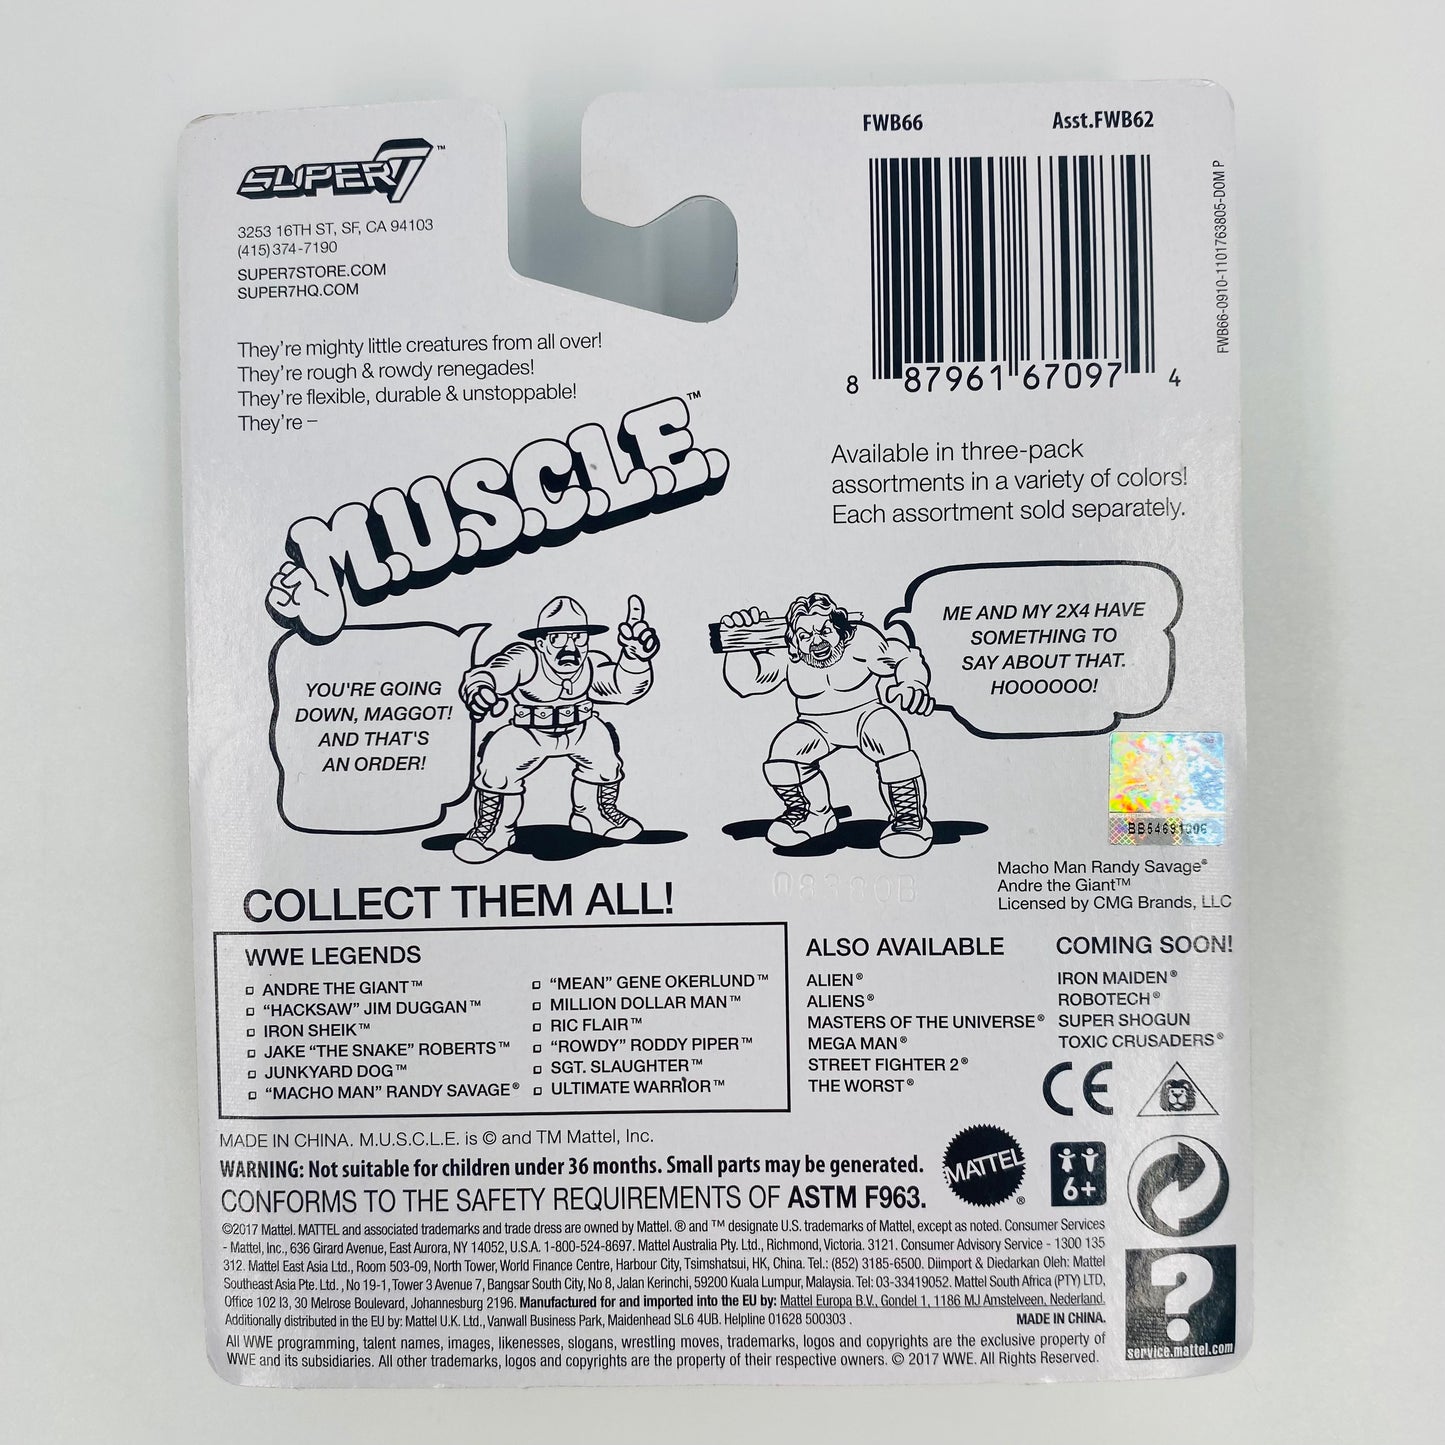 SUPER7™
3253 16TH ST, SF, CA 94103
(415)374-7190
SUPER7STORE.COM
SUPER7HQ.COM
They're mighty little creatures from all over!
They're rough & rowdy renegades!
They're flexible, durable & unstoppable!
They're –
M.U.S.C.L.E.™
FWB66 Asst.FWB62
8 87961 67097 4
FWB66-0910-1101763805-DOM P
Available in three-pack
assortments in a variety of colors!
Each assortment sold separately.
YOU'RE GOING
DOWN, MAGGOT!
AND THAT'S
AN ORDER!
ME AND MY 2X4 HAVE
SOMETHING TO
SAY ABOUT THAT.
HOOOOOO!
Macho Man Randy Savage®
Andre the Giant™
Licensed by CMG Brands, LLC
COLLECT THEM ALL!
WWE LEGENDS
ANDRE THE GIANT™
"HACKSAW" JIM DUGGAN™
IRON SHEIK™
JAKE "THE SNAKE" ROBERTS™
JUNKYARD DOG™
"MACHO MAN" RANDY SAVAGE®
"MEAN" GENE OKERLUND™
MILLION DOLLAR MAN™
RIC FLAIR™
"ROWDY" RODDY PIPER™
SGT. SLAUGHTER™
ULTIMATE WARRIOR™
ALSO AVAILABLE
ALIEN®
ALIENS®
MASTERS OF THE UNIVERSE®
MEGA MAN®
STREET FIGHTER 2®
THE WORST®
COMING SOON!
IRON MAIDEN®
ROBOTECH®
SUPER SHOGUN
TOXIC CRUSADERS®
CE
MADE IN CHINA. M.U.S.C.L.E. is © and TM Mattel, Inc.
WARNING: Not suitable for children under 36 months. Small parts may be generated.
CONFORMS TO THE SAFETY REQUIREMENTS OF ASTM F963.
MATTEL®
6+
©2017 Mattel. MATTEL and associated trademarks and trade dress are owned by Mattel. ® and ™ designate U.S. trademarks of Mattel, except as noted. Consumer Services
- Mattel, Inc., 636 Girard Avenue, East Aurora, NY 14052, U.S.A. 1-800-524-8697. Mattel Australia Pty. Ltd., Richmond, Victoria. 3121. Consumer Advisory Service - 1300 135
312. Mattel East Asia Ltd., Room 503-09, North Tower, World Finance Centre, Harbour City, Tsimshatsui, HK, China. Tel.: (852) 3185-6500. Diimport & Diedarkan Oleh: Mattel
Southeast Asia Pte. Ltd., No 19-1, Tower 3 Avenue 7, Bangsar South City, No 8, Jalan Kerinchi, 59200 Kuala Lumpur, Malaysia. Tel: 03-33419052. Mattel South Africa (PTY) LTD,
Office 102 I3, 30 Melrose Boulevard, Johannesburg 2196. Manufactured for and imported into the EU by: Mattel Europa B.V., Gondel 1, 1186 MJ Amstelveen, Nederland.
Additionally distributed in the EU by: Mattel U.K. Ltd., Vanwall Business Park, Maidenhead SL6 4UB. Helpline 01628 500303 . MADE IN CHINA.
All WWE programming, talent names, images, likenesses, slogans, wrestling moves, trademarks, logos and copyrights are the exclusive property of
WWE and its subsidiaries. All other trademarks, logos and copyrights are the property of their respective owners. © 2017 WWE. All Rights Reserved.
?
service.mattel.com